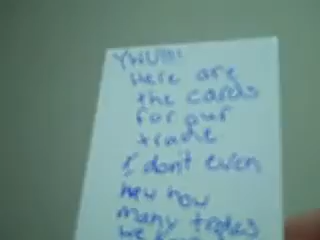 Here are
the cards
for our
trade
I don't even
how
many trades
we